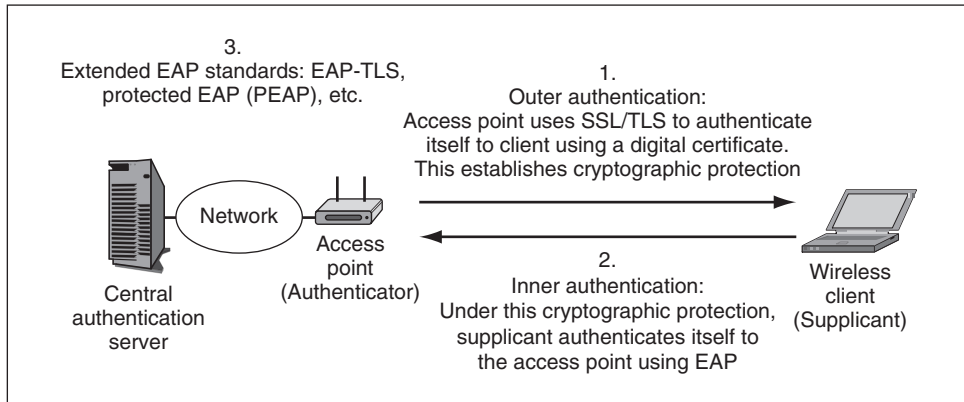 3.
Extended EAP standards: EAP-TLS,
protected EAP (PEAP), etc.
1.
Outer authentication:
Access point uses SSL/TLS to authenticate
itself to client using a digital certificate.
This establishes cryptographic protection
Network
Access
point
(Authenticator)
Central
authentication
server
2.
Inner authentication:
Under this cryptographic protection,
supplicant authenticates itself to
the access point using EAP
Wireless
client
(Supplicant)